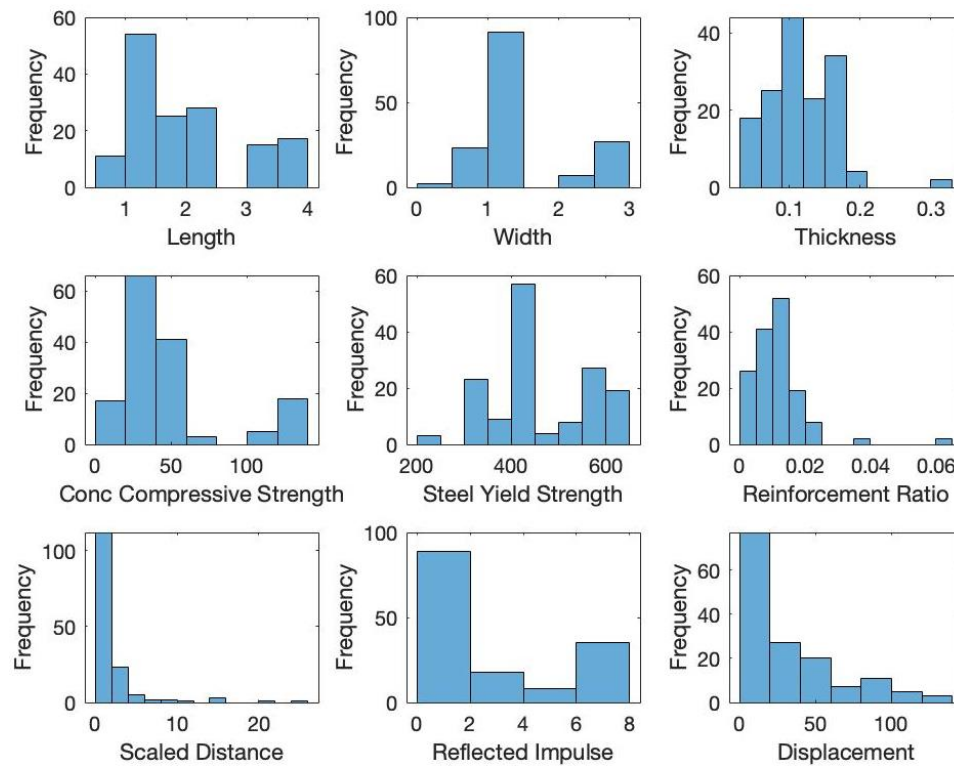 Frequency
60
40
20
0
1 2 3 4
Length
Frequency
100
50
0
0 1 2 3
Width
Frequency
40
20
0
0.1 0.2 0.3
Thickness
Frequency
60
40
20
0
0 50 100
Conc Compressive Strength
Frequency
60
40
20
0
200 400 600
Steel Yield Strength
Frequency
60
40
20
0
0 0.02 0.04 0.06
Reinforcement Ratio
Frequency
100
50
0
0 10 20
Scaled Distance
Frequency
100
50
0
0 2 4 6 8
Reflected Impulse
Frequency
60
40
20
0
0 50 100
Displacement